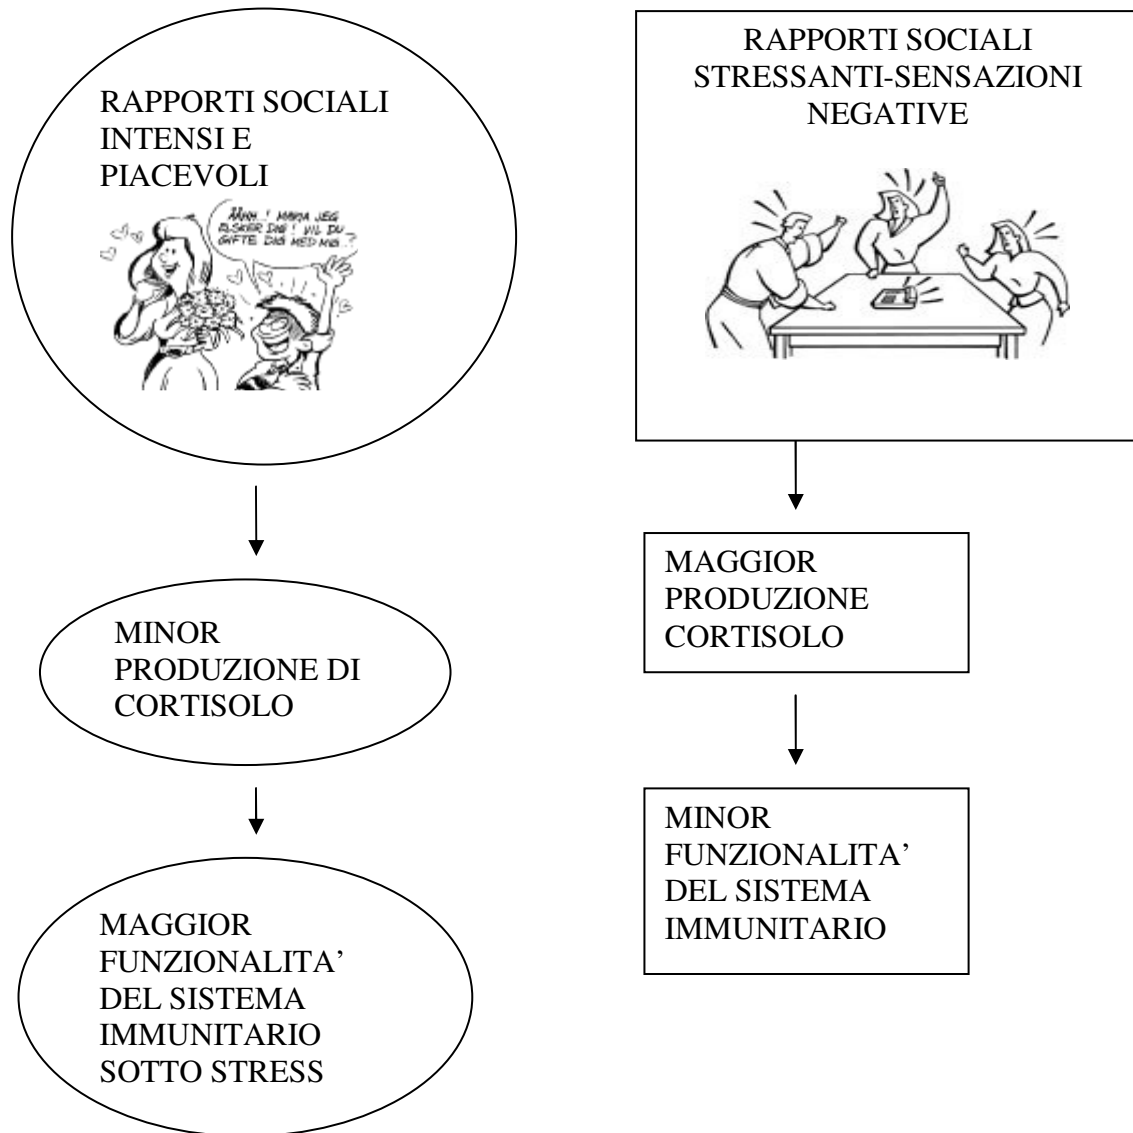 RAPPORTI SOCIALI
INTENSI E
PIACEVOLI
ÅÅHH..! MARIA JEG
ELSKER DIG! VIL DU
GIFTE DIG MED MIG..?
MINOR
PRODUZIONE DI
CORTISOLO
MAGGIOR
FUNZIONALITA’
DEL SISTEMA
IMMUNITARIO
SOTTO STRESS
RAPPORTI SOCIALI
STRESSANTI-SENSAZIONI
NEGATIVE
MAGGIOR
PRODUZIONE
CORTISOLO
MINOR
FUNZIONALITA’
DEL SISTEMA
IMMUNITARIO